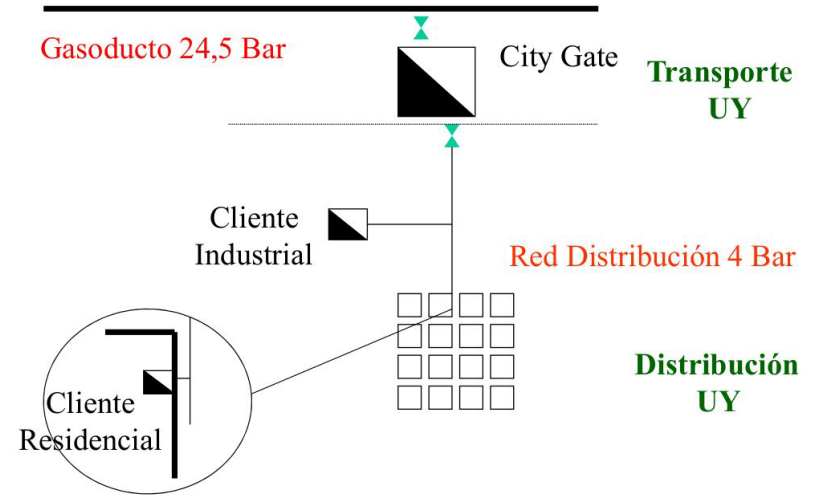 Gasoducto 24,5 Bar
City Gate
Transporte
UY
Cliente
Industrial
Red Distribución 4 Bar
Distribución
UY
Cliente
Residencial